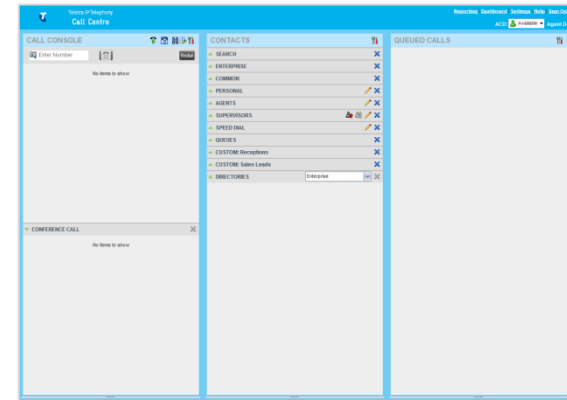 Telstra IP Telephony
Call Centre
Reporting Dashboard Settings Help Sign Out
ACD: Available Agent
CALL CONSOLE
Enter Number
Redial
No items to show
CONFERENCE CALL
No items to show
CONTACTS
SEARCH
ENTERPRISE
COMMON
PERSONAL
AGENTS
SUPERVISORS
SPEED DIAL
QUEUES
CUSTOM: Receptions
CUSTOM: Sales Leads
DIRECTORIES Enterprise
QUEUED CALLS